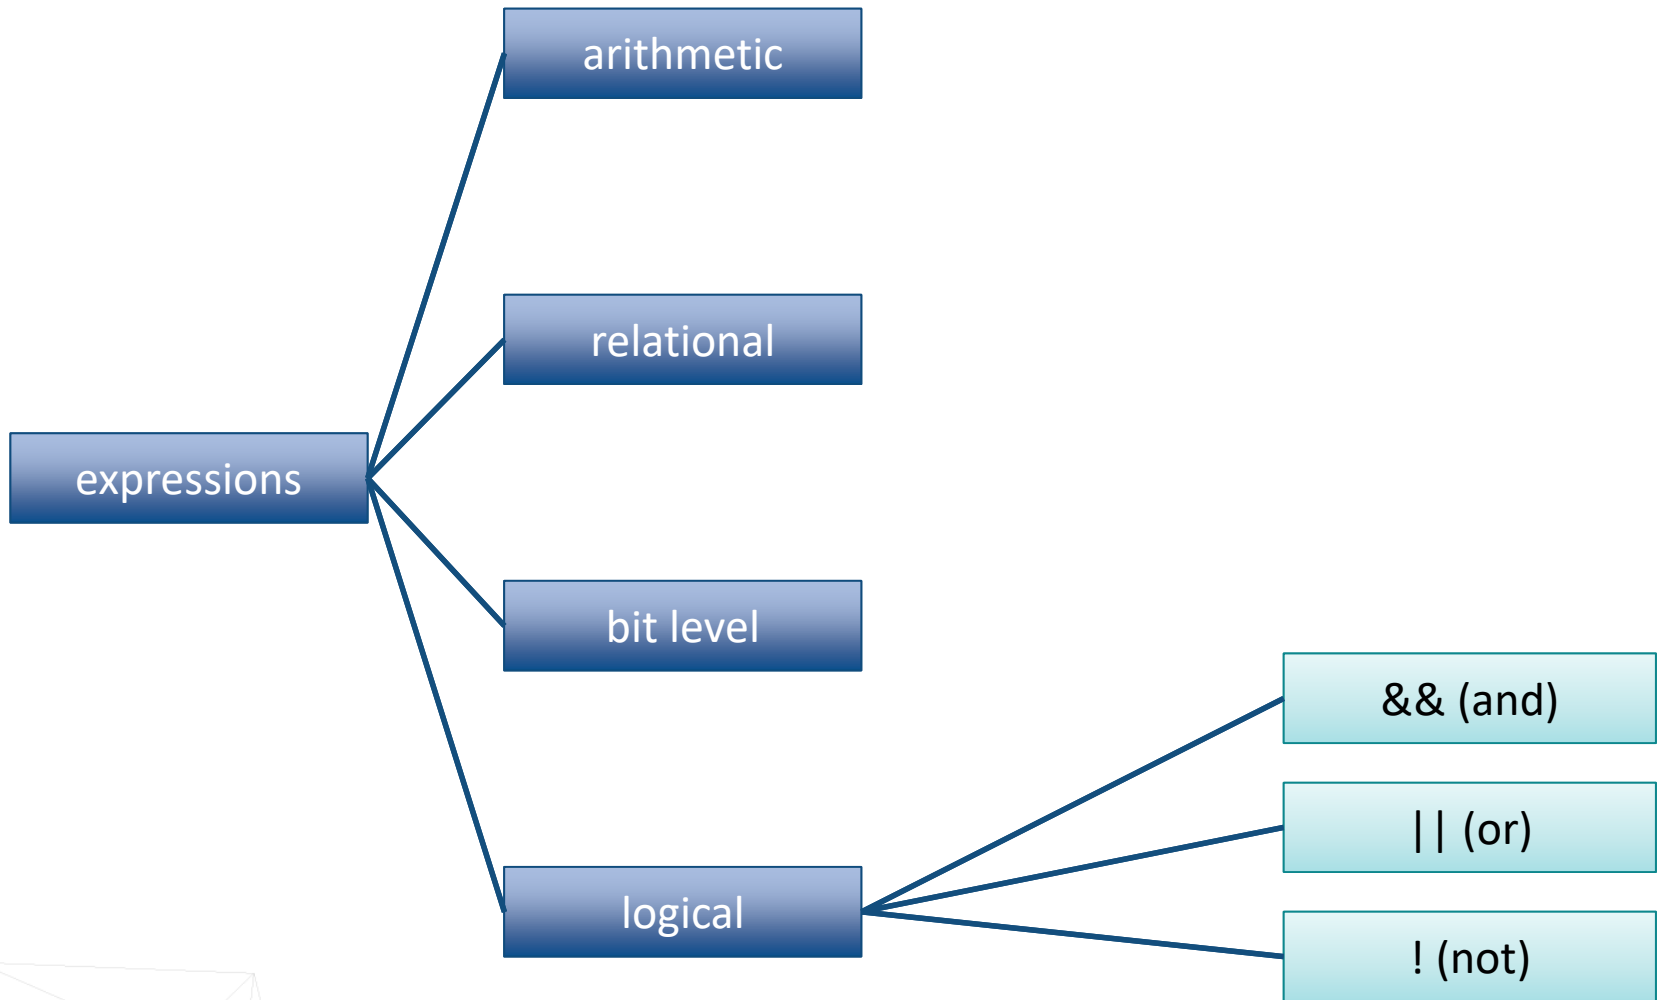 arithmetic
relational
expressions
bit level
&& (and)
|| (or)
logical
! (not)